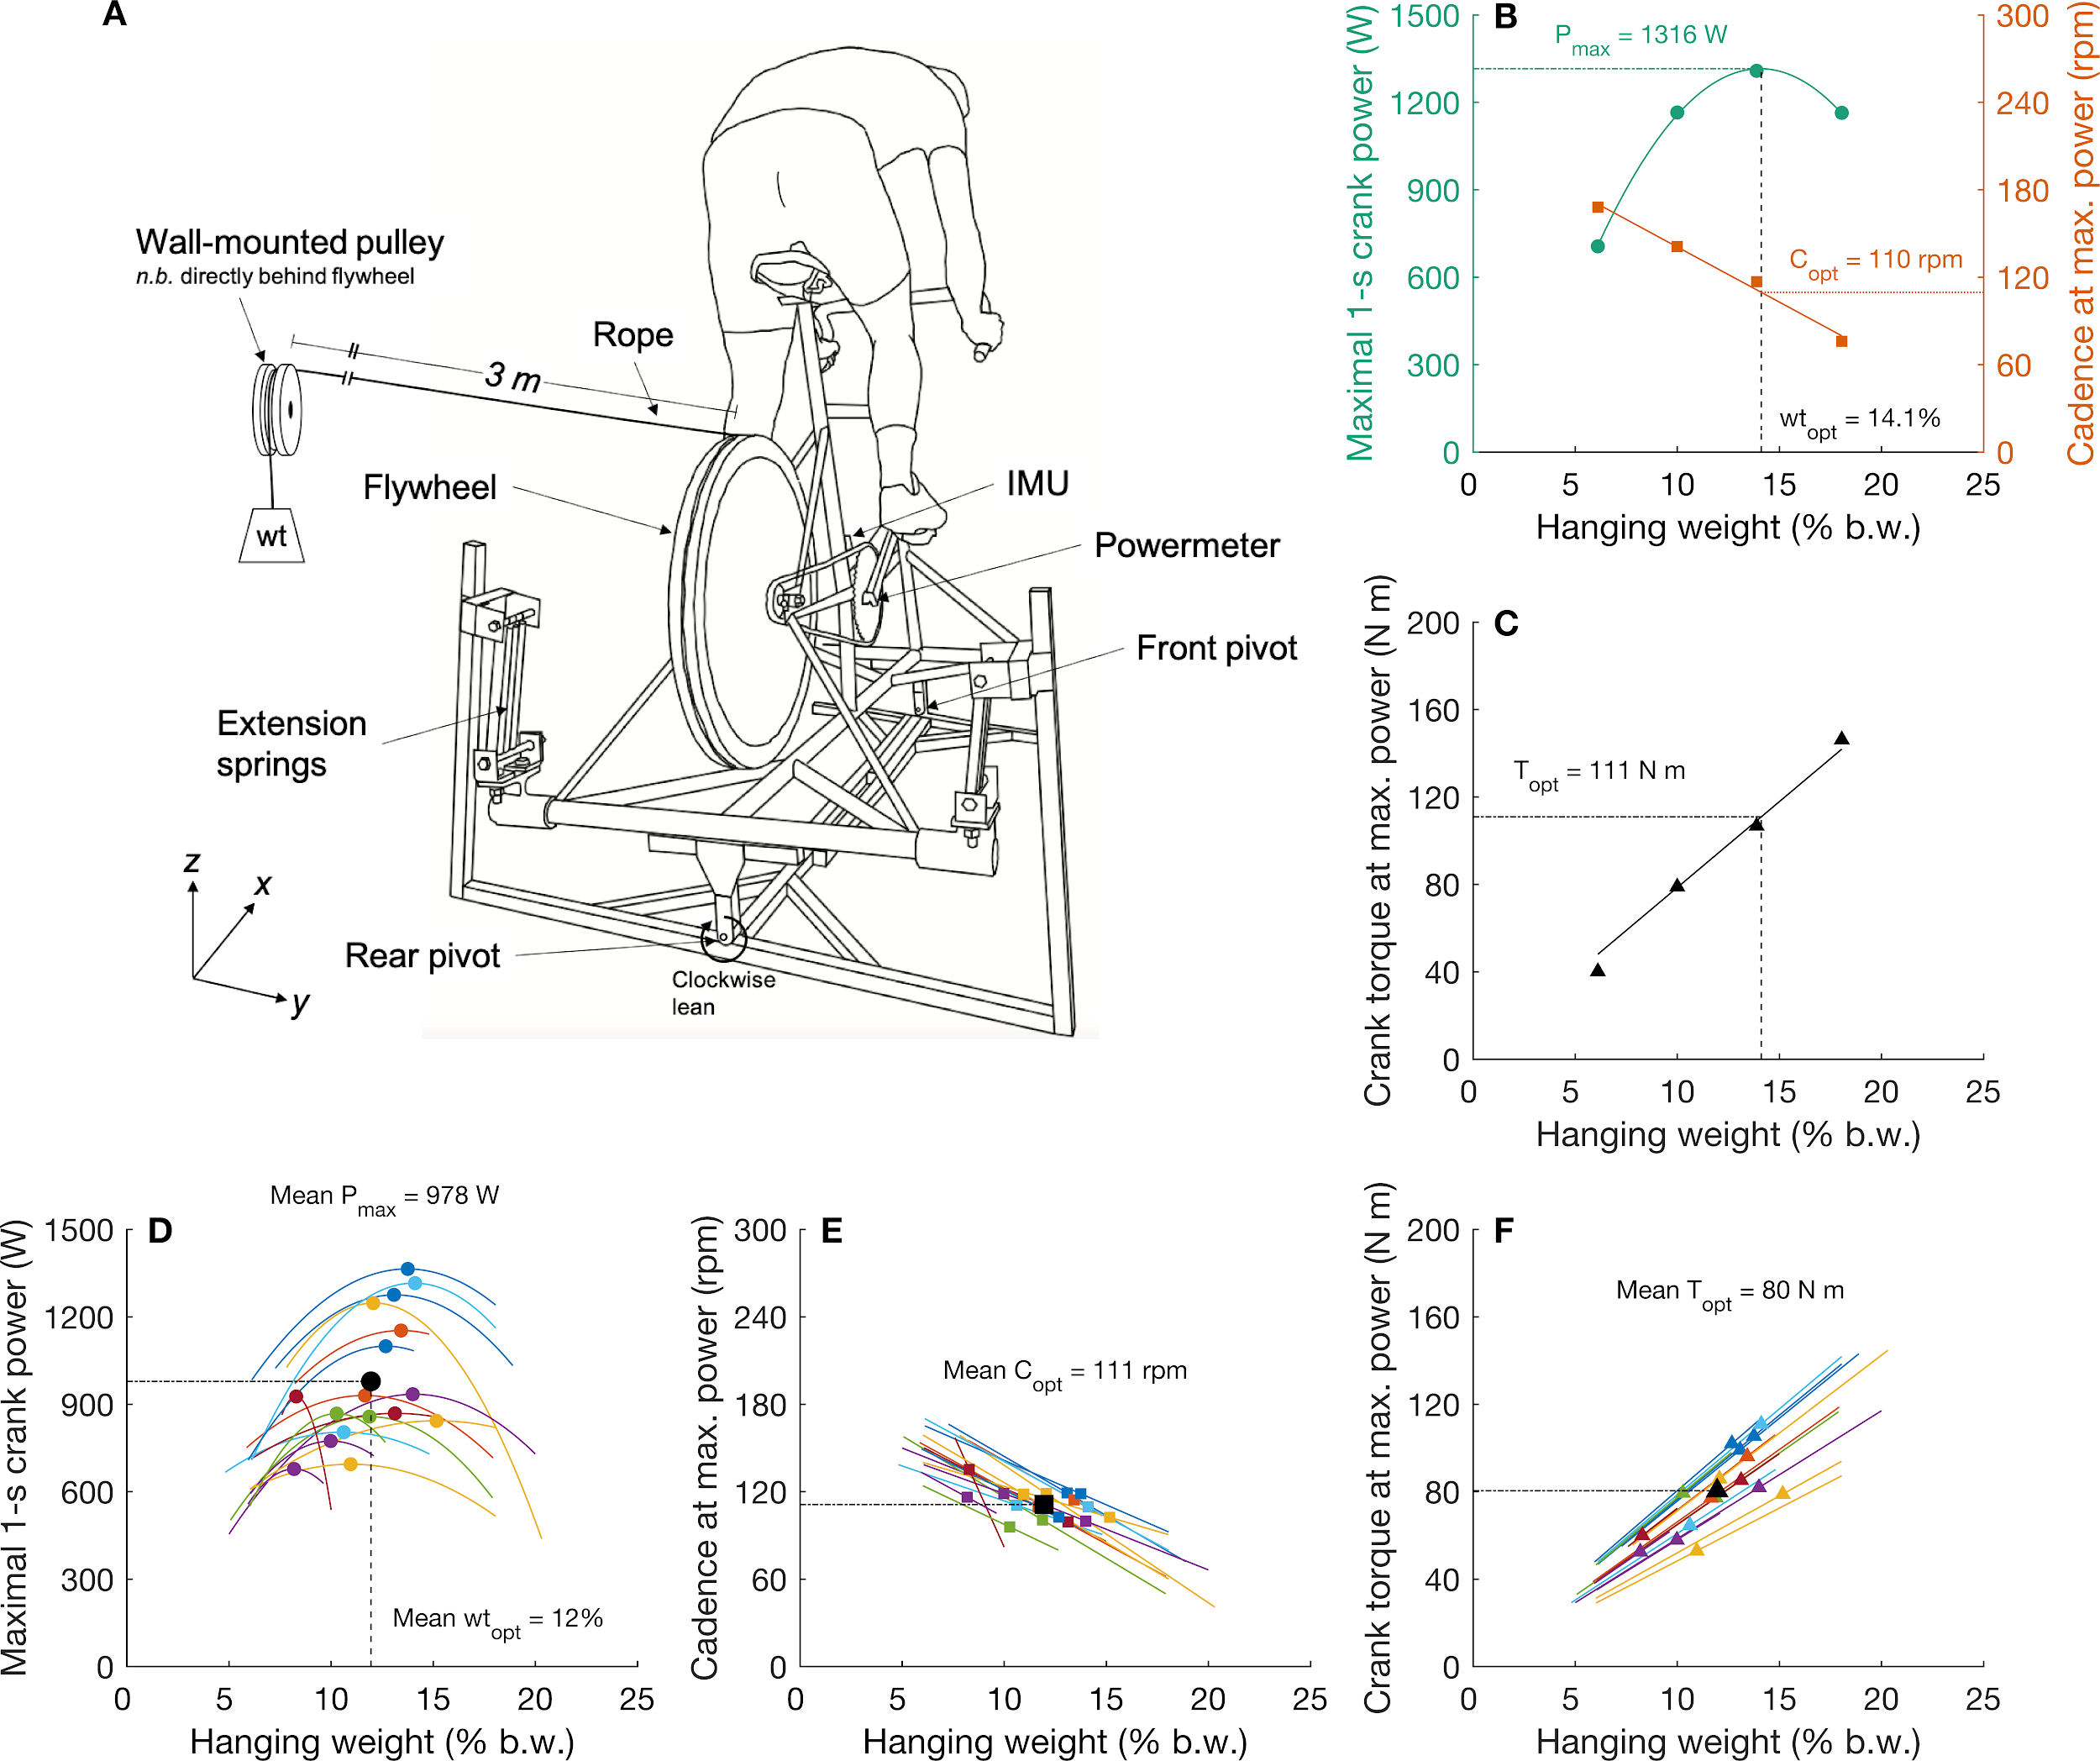 A
Wall-mounted pulley
n.b. directly behind flywheel
Rope
3 m
wt
Flywheel
IMU
Powermeter
Front pivot
Extension
springs
Rear pivot
Clockwise
lean
z
x
y
B
Maximal 1-s crank power (W)
1500
1200
900
600
300
0
Pmax = 1316 W
Cadence at max. power (rpm)
300
240
180
120
60
0
Copt = 110 rpm
wtopt = 14.1%
0 5 10 15 20 25
Hanging weight (% b.w.)
C
Crank torque at max. power (N m)
200
160
120
80
40
0
Topt = 111 N m
0 5 10 15 20 25
Hanging weight (% b.w.)
Mean Pmax = 978 W
D
Maximal 1-s crank power (W)
1500
1200
900
600
300
0
Mean wtopt = 12%
0 5 10 15 20 25
Hanging weight (% b.w.)
E
Cadence at max. power (rpm)
300
240
180
120
60
0
Mean Copt = 111 rpm
0 5 10 15 20 25
Hanging weight (% b.w.)
F
Crank torque at max. power (N m)
200
160
120
80
40
0
Mean Topt = 80 N m
0 5 10 15 20 25
Hanging weight (% b.w.)